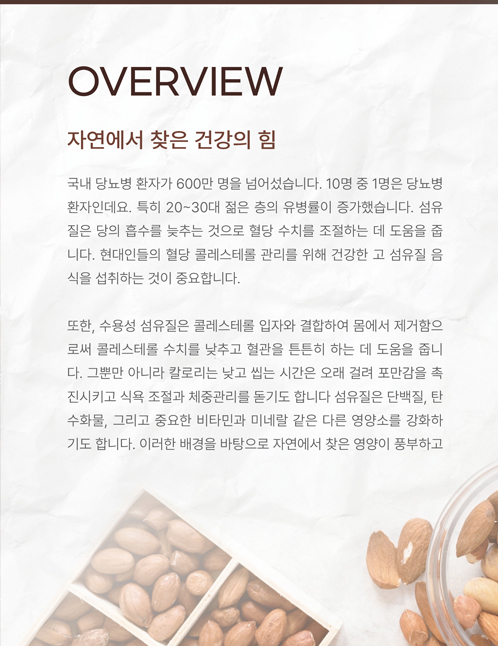 OVERVIEW
자연에서 찾은 건강의 힘
국내 당뇨병 환자가 600만 명을 넘어섰습니다. 10명 중 1명은 당뇨병
환자인데요. 특히 20~30대 젊은 층의 유병률이 증가했습니다. 섬유
질은 당의 흡수를 늦추는 것으로 혈당 수치를 조절하는 데 도움을 줍
니다. 현대인들의 혈당 콜레스테롤 관리를 위해 건강한 고 섬유질 음
식을 섭취하는 것이 중요합니다.
또한, 수용성 섬유질은 콜레스테롤 입자와 결합하여 몸에서 제거함으
로써 콜레스테롤 수치를 낮추고 혈관을 튼튼히 하는 데 도움을 줍니
다. 그뿐만 아니라 칼로리는 낮고 씹는 시간은 오래 걸려 포만감을 촉
진시키고 식욕 조절과 체중관리를 돕기도 합니다 섬유질은 단백질, 탄
수화물, 그리고 중요한 비타민과 미네랄 같은 다른 영양소를 강화하
기도 합니다. 이러한 배경을 바탕으로 자연에서 찾은 영양이 풍부하고